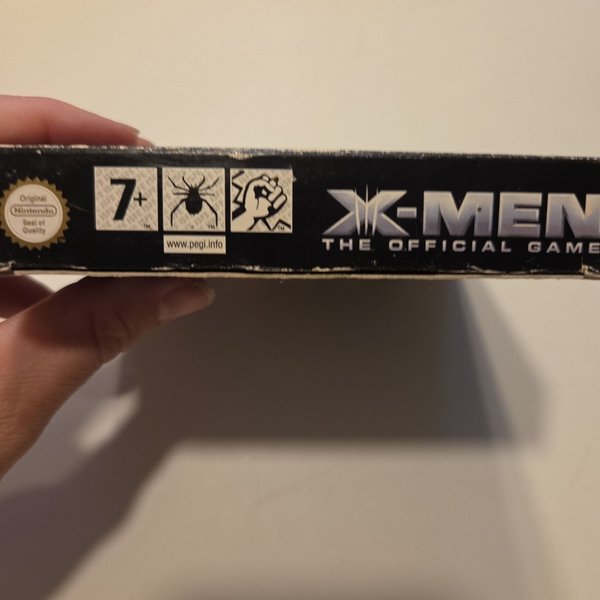 Original
Nintendo
Seal of
Quality
7+
www.pegi.info
X-MEN
THE OFFICIAL GAME